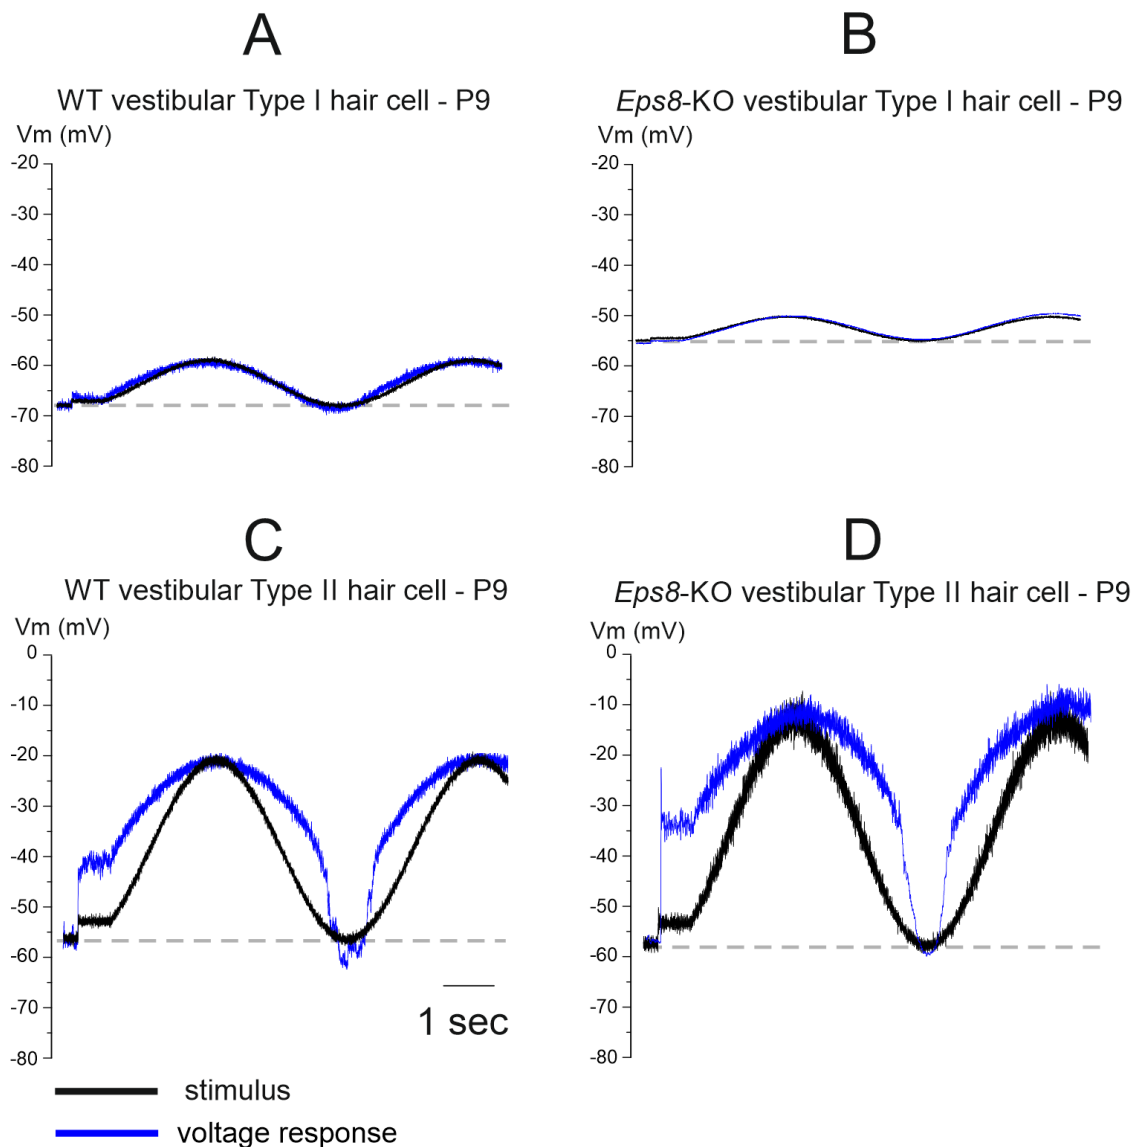 A
WT vestibular Type I hair cell - P9
Vm (mV)
-20
-30
-40
-50
-60
-70
-80
B
Eps8-KO vestibular Type I hair cell - P9
Vm (mV)
-20
-30
-40
-50
-60
-70
-80
C
WT vestibular Type II hair cell - P9
Vm (mV)
0
-10
-20
-30
-40
-50
-60
-70
-80
1 sec
D
Eps8-KO vestibular Type II hair cell - P9
Vm (mV)
0
-10
-20
-30
-40
-50
-60
-70
-80
stimulus
voltage response